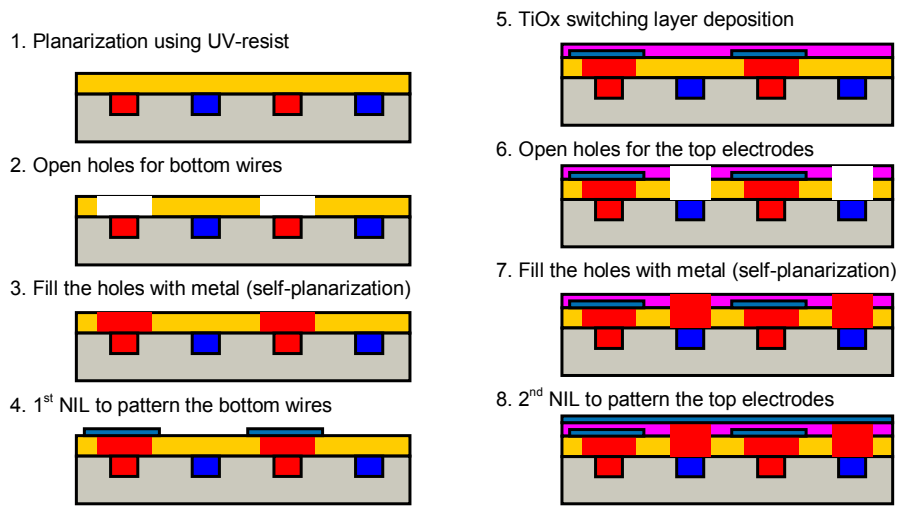 1. Planarization using UV-resist
2. Open holes for bottom wires
3. Fill the holes with metal (self-planarization)
4. 1st NIL to pattern the bottom wires
5. TiOx switching layer deposition
6. Open holes for the top electrodes
7. Fill the holes with metal (self-planarization)
8. 2nd NIL to pattern the top electrodes